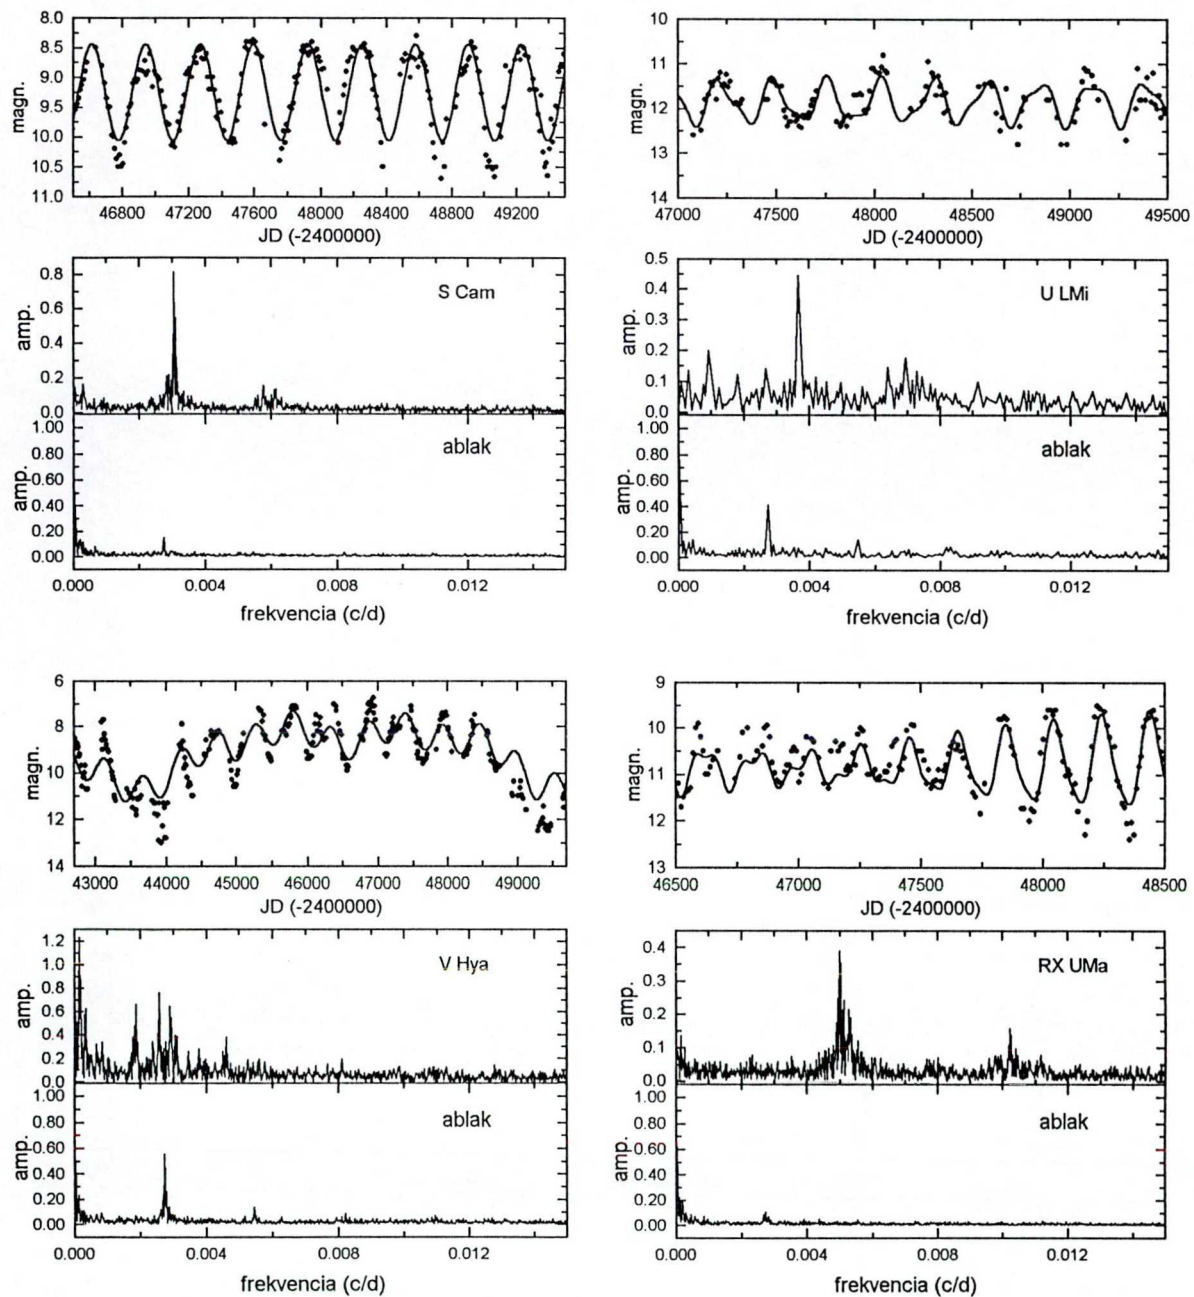 8.0
8.5
9.0
9.5
10.0
10.5
11.0
magn.
46800 47200 47600 48000 48400 48800 49200
JD (-2400000)
0.8
0.6
0.4
0.2
0.0
amp.
S Cam
1.00
0.80
0.60
0.40
0.20
0.00
amp.
ablak
0.000 0.004 0.008 0.012
frekvencia (c/d)
10
11
12
13
14
magn.
47000 47500 48000 48500 49000 49500
JD (-2400000)
0.5
0.4
0.3
0.2
0.1
0.0
amp.
U LMi
1.00
0.80
0.60
0.40
0.20
0.00
amp.
ablak
0.000 0.004 0.008 0.012
frekvencia (c/d)
6
8
10
12
14
magn.
43000 44000 45000 46000 47000 48000 49000
JD (-2400000)
1.2
1.0
0.8
0.6
0.4
0.2
0.0
amp.
V Hya
1.00
0.80
0.60
0.40
0.20
0.00
amp.
ablak
0.000 0.004 0.008 0.012
frekvencia (c/d)
9
10
11
12
13
magn.
46500 47000 47500 48000 48500
JD (-2400000)
0.4
0.3
0.2
0.1
0.0
amp.
RX UMa
1.00
0.80
0.60
0.40
0.20
0.00
amp.
ablak
0.000 0.004 0.008 0.012
frekvencia (c/d)